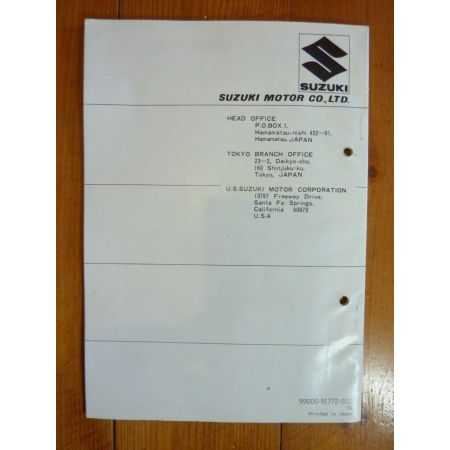 SUZUKI
SUZUKI MOTOR CO.,LTD.
HEAD OFFICE
P.O.BOX 1,
Hamamatsu-nishi 432-91,
Hamamatsu, JAPAN
TOKYO BRANCH OFFICE
23-2, Daikyo-cho,
160 Shinjuku-ku,
Tokyo, JAPAN
U.S.SUZUKI MOTOR CORPORATION
13767 Freeway Drive,
Santa Fe Springs,
California 90670
U.S.A
99000-91772-002
Printed in Japan